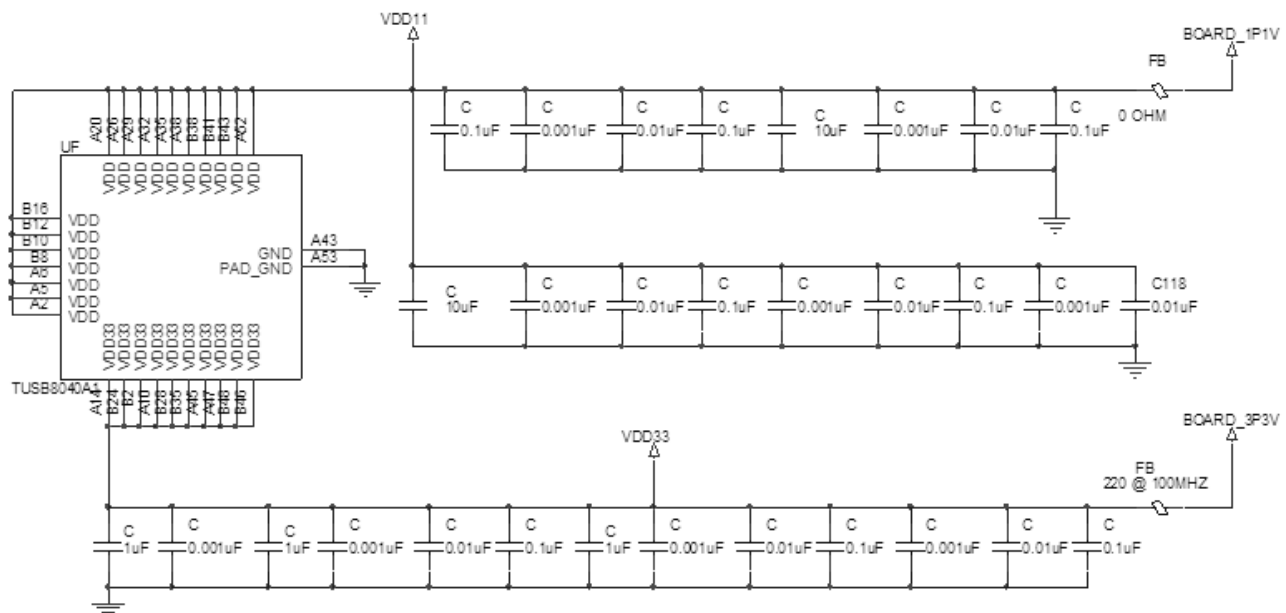 VDD11
BOARD_1P1V
FB
0 OHM
A20 A26 A29 A32 A35 A38 B38 B41 B43 A52
C C C C C C C C
0.1uF 0.001uF 0.01uF 0.1uF 10uF 0.001uF 0.01uF 0.1uF
UF
VDD VDD VDD VDD VDD VDD VDD VDD VDD VDD
B16 VDD
B12 VDD
B10 VDD
B8 VDD
A6 VDD
A5 VDD
A2 VDD
GND A43
PAD_GND A53
VDD33 VDD33 VDD33 VDD33 VDD33 VDD33 VDD33 VDD33 VDD33 VDD33
TUSB8040A1
A14 B24 B2 A10 B28 B35 A45 A47 B48 B46
C C C C C C C C C118
10uF 0.001uF 0.01uF 0.1uF 0.001uF 0.01uF 0.1uF 0.001uF 0.01uF
VDD33
BOARD_3P3V
FB
220 @ 100MHZ
C C C C C C C C C C C C C
1uF 0.001uF 1uF 0.001uF 0.01uF 0.1uF 1uF 0.001uF 0.01uF 0.1uF 0.001uF 0.01uF 0.1uF